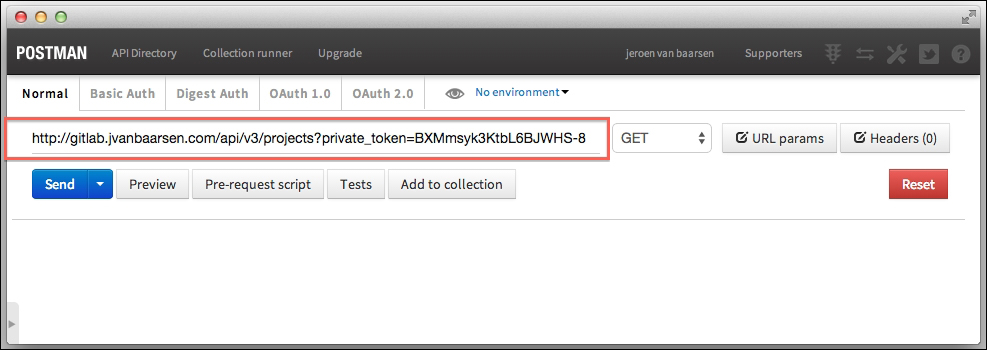 POSTMAN API Directory Collection runner Upgrade jeroen van baarsen Supporters
Normal Basic Auth Digest Auth OAuth 1.0 OAuth 2.0 No environment
http://gitlab.jvanbaarsen.com/api/v3/projects?private_token=BXMmsyk3KtbL6BJWHS-8 GET URL params Headers (0)
Send Preview Pre-request script Tests Add to collection Reset